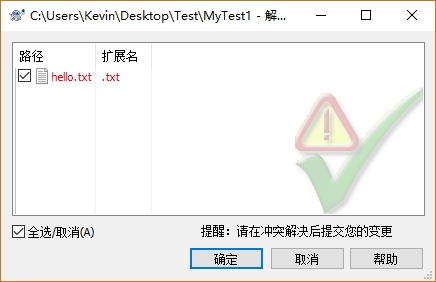 C:\Users\Kevin\Desktop\Test\MyTest1 - 解...
路径 扩展名
hello.txt .txt
全选/取消(A)
提醒：请在冲突解决后提交您的变更
确定 取消 帮助